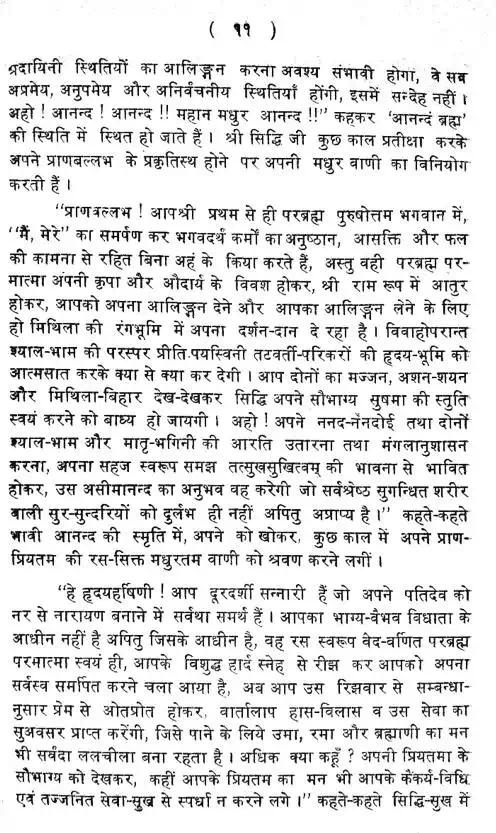 ( ११ )
प्रदायिनी स्थितियों का आलिङ्गन करना अवश्य संभावी होगा, वे सब
अप्रमेय, अनुपमेय और अनिर्वचनीय स्थितियाँ होंगी, इसमें सन्देह नहीं ।
अहो ! आनन्द ! आनन्द !! महान मधुर आनन्द !!" कहकर 'आनन्दं ब्रह्म'
की स्थिति में स्थित हो जाते हैं । श्री सिद्धि जी कुछ काल प्रतीक्षा करके
अपने प्राणबल्लभ के प्रकृतिस्थ होने पर अपनी मधुर वाणी का विनियोग
करती हैं ।
"प्राणवल्लभ ! आपश्री प्रथम से ही परब्रह्म पुरुषोत्तम भगवान में,
"मैं, मेरे" का समर्पण कर भगवदर्थ कर्मों का अनुष्ठान, आसक्ति और फल
की कामना से रहित बिना अहं के किया करते हैं, अस्तु वही परब्रह्म पर-
मात्मा अपनी कृपा और औदार्य के विवश होकर, श्री राम रूप में आतुर
होकर, आपको अपना आलिङ्गन देने और आपका आलिङ्गन लेने के लिए
ही मिथिला की रंगभूमि में अपना दर्शन-दान दे रहा है । विवाहोपरान्त
श्याल-भाम की परस्पर प्रीति-पयस्विनी तटवर्ती-परिकरों की हृदय-भूमि को
आत्मसात करके क्या से क्या कर देगी । आप दोनों का मज्जन, अशन-शयन
और मिथिला-बिहार देख-देखकर सिद्धि अपने सौभाग्य सुषमा की स्तुति
स्वयं करने को बाध्य हो जायगी । अहो ! अपने ननद-नँनदोई तथा दोनों
श्याल-भाम और मातृ-भगिनी की आरति उतारना तथा मंगलानुशासन
करना, अपना सहज स्वरूप समझ तत्सुखसुखित्वम् की भावना से भावित
होकर, उस असीमानन्द का अनुभव वह करेगी जो सर्वश्रेष्ठ सुगन्धित शरीर
वाली सुर-सुन्दरियों को दुर्लभ ही नहीं अपितु अप्राप्य है ।" कहते-कहते
भावी आनन्द की स्मृति में, अपने को खोकर, कुछ काल में अपने प्राण-
प्रियतम की रस-सिक्त मधुरतम वाणी को श्रवण करने लगीं ।
"हे हृदयहर्षिणी ! आप दूरदर्शी सन्नारी हैं जो अपने पतिदेव को
नर से नारायण बनाने में सर्वथा समर्थ हैं । आपका भाग्य-वैभव विधाता के
आधीन नहीं है अपितु जिसके आधीन है, वह रस स्वरूप वेद-वर्णित परब्रह्म
परमात्मा स्वयं ही, आपके विशुद्ध हार्द स्नेह से रीझ कर आपको अपना
सर्वस्व समर्पित करने चला आया है, अब आप उस रिझवार से सम्बन्धा-
नुसार प्रेम से ओतप्रोत होकर, वार्तालाप हास-विलास व उस सेवा का
सुअवसर प्राप्त करेंगी, जिसे पाने के लिये उमा, रमा और ब्रह्माणी का मन
भी सर्वदा ललचीला बना रहता है । अधिक क्या कहूँ ? अपनी प्रियतमा के
सौभाग्य को देखकर, कहीं आपके प्रियतम का मन भी आपके कैंकर्य-विधि
एवं तज्जनित सेवा-सुख से स्पर्धा न करने लगे ।" कहते-कहते सिद्धि-सुख में